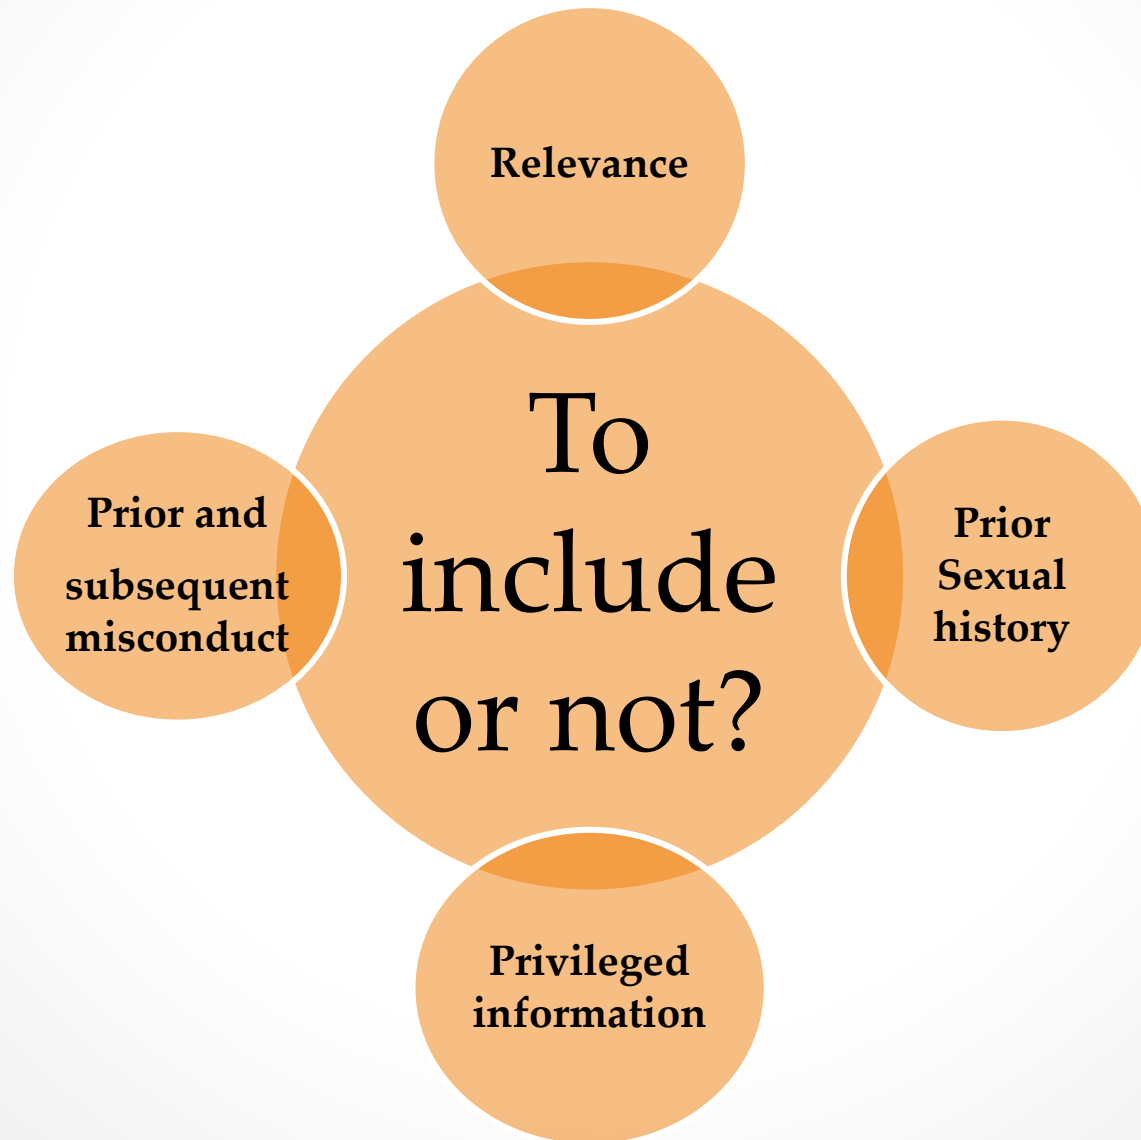 Relevance
To
include
or not?
Prior and
subsequent
misconduct
Prior
Sexual
history
Privileged
information